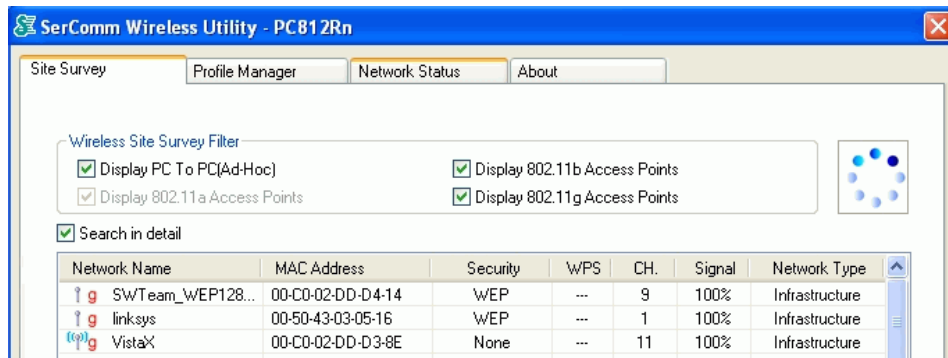 SerComm Wireless Utility - PC812Rn
Site Survey Profile Manager Network Status About
Wireless Site Survey Filter
Display PC To PC(Ad-Hoc) Display 802.11b Access Points
Display 802.11a Access Points Display 802.11g Access Points
Search in detail
Network Name MAC Address Security WPS CH. Signal Network Type
g SWTeam_WEP128... 00-C0-02-DD-D4-14 WEP --- 9 100% Infrastructure
g linksys 00-50-43-03-05-16 WEP --- 1 100% Infrastructure
g VistaX 00-C0-02-DD-D3-8E None --- 11 100% Infrastructure